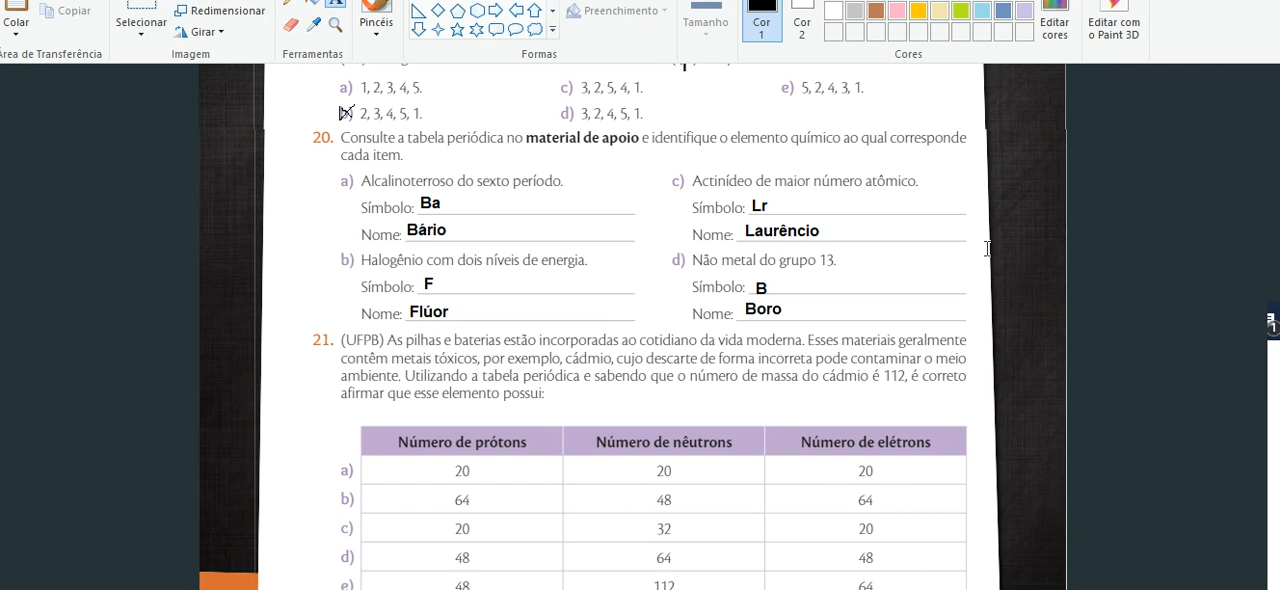 Colar
Copiar
Área de Transferência
Selecionar
Redimensionar
Girar
Imagem
Ferramentas
Pincéis
Formas
Preenchimento
Tamanho
Cor
1
Cor
2
Cores
Editar
cores
Editar com
o Paint 3D
a) 1, 2, 3, 4, 5.
c) 3, 2, 5, 4, 1.
e) 5, 2, 4, 3, 1.
b) 2, 3, 4, 5, 1.
d) 3, 2, 4, 5, 1.
20. Consulte a tabela periódica no material de apoio e identifique o elemento químico ao qual corresponde
cada item.
a) Alcalinoterroso do sexto período.
Símbolo: Ba
Nome: Bário
b) Halogênio com dois níveis de energia.
Símbolo: F
Nome: Flúor
c) Actinídeo de maior número atômico.
Símbolo: Lr
Nome: Laurêncio
d) Não metal do grupo 13.
Símbolo: B
Nome: Boro
21. (UFPB) As pilhas e baterias estão incorporadas ao cotidiano da vida moderna. Esses materiais geralmente
contêm metais tóxicos, por exemplo, cádmio, cujo descarte de forma incorreta pode contaminar o meio
ambiente. Utilizando a tabela periódica e sabendo que o número de massa do cádmio é 112, é correto
afirmar que esse elemento possui:
Número de prótons Número de nêutrons Número de elétrons
a) 20 20 20
b) 64 48 64
c) 20 32 20
d) 48 64 48
e) 48 112 64